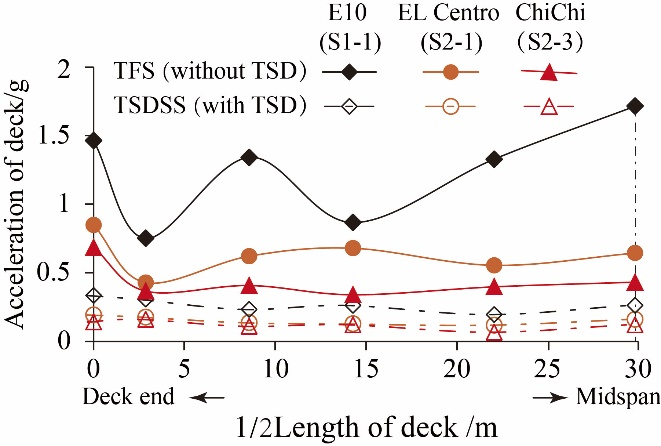 E10 EL Centro ChiChi
(S1-1) (S2-1) (S2-3)
TFS (without TSD)
TSDSS (with TSD)
Acceleration of deck/g
2
1.5
1
0.5
0
0 5 10 15 20 25 30
Deck end Midspan
1/2Length of deck /m